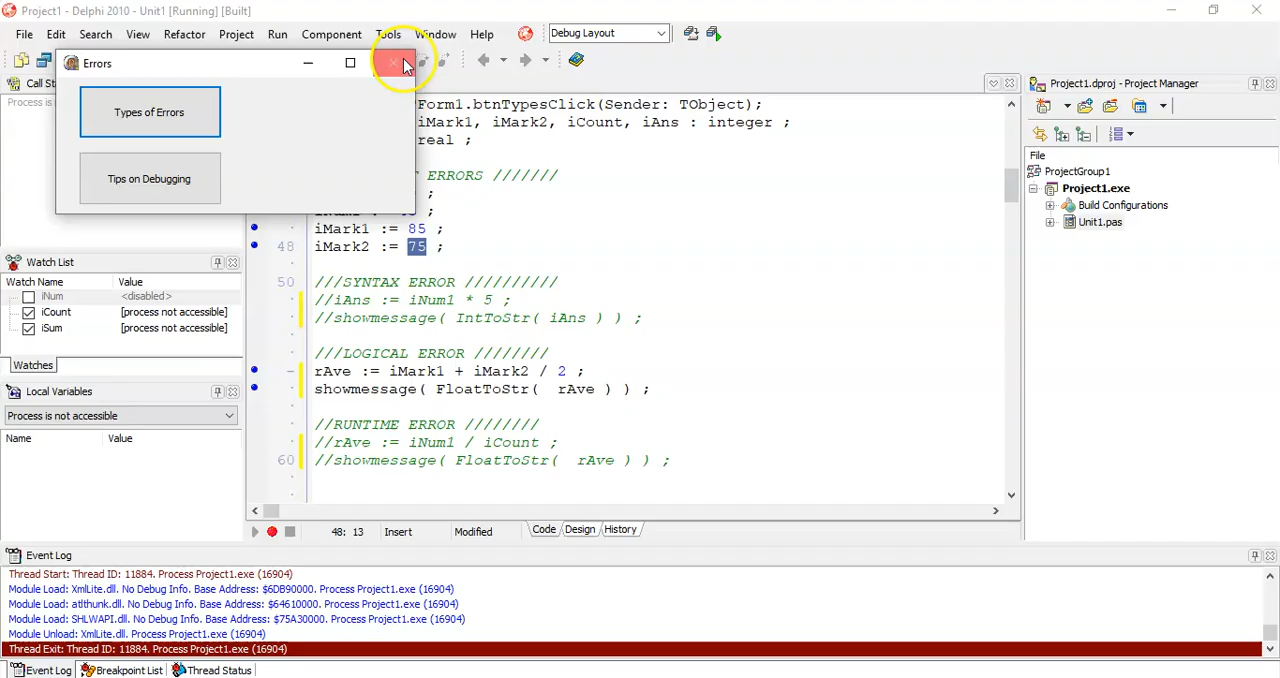 Project1 - Delphi 2010 - Unit1 [Running] [Built]
File Edit Search View Refactor Project Run Component Tools Window Help Debug Layout
Errors
Types of Errors
Tips on Debugging
Call St
Process is
Form1.btnTypesClick(Sender: TObject);
iMark1, iMark2, iCount, iAns : integer ;
real ;
ERRORS ///////
;
;
iMark1 := 85 ;
48 iMark2 := 75 ;
50 ///SYNTAX ERROR //////////
//iAns := iNum1 * 5 ;
//showmessage( IntToStr( iAns ) ) ;
///LOGICAL ERROR ////////
rAve := iMark1 + iMark2 / 2 ;
showmessage( FloatToStr(  rAve ) ) ;
//RUNTIME ERROR ////////
//rAve := iNum1 / iCount ;
60 //showmessage( FloatToStr(  rAve ) ) ;
48: 13 Insert Modified Code Design History
Watch List
Watch Name Value
iNum <disabled>
iCount [process not accessible]
iSum [process not accessible]
Watches
Local Variables
Process is not accessible
Name Value
Project1.dproj - Project Manager
File
ProjectGroup1
Project1.exe
Build Configurations
Unit1.pas
Event Log
Thread Start: Thread ID: 11884. Process Project1.exe (16904)
Module Load: XmlLite.dll. No Debug Info. Base Address: $6DB90000. Process Project1.exe (16904)
Module Load: atlthunk.dll. No Debug Info. Base Address: $64610000. Process Project1.exe (16904)
Module Load: SHLWAPI.dll. No Debug Info. Base Address: $75A30000. Process Project1.exe (16904)
Module Unload: XmlLite.dll. Process Project1.exe (16904)
Thread Exit: Thread ID: 11884. Process Project1.exe (16904)
Event Log Breakpoint List Thread Status